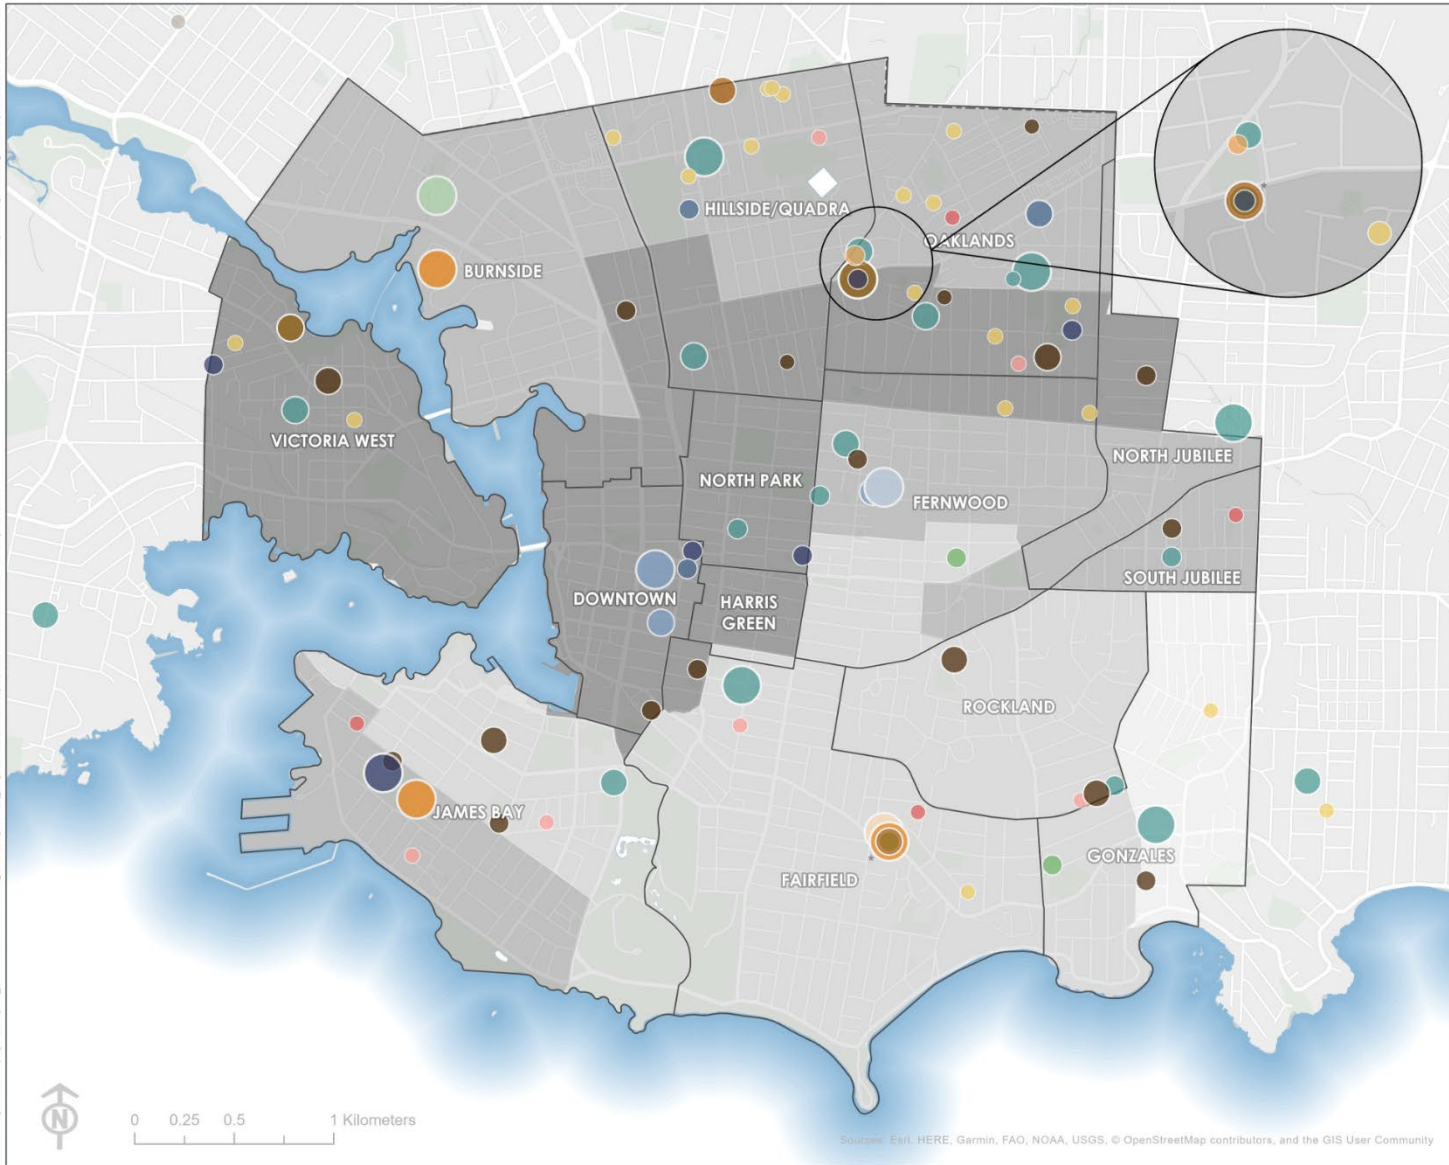 HILLSIDE/QUADRA
OAKLANDS
BURNSIDE
VICTORIA WEST
NORTH PARK
NORTH JUBILEE
FERNWOOD
SOUTH JUBILEE
DOWNTOWN
HARRIS
GREEN
ROCKLAND
JAMES BAY
GONZALES
FAIRFIELD
*
*
N
0 0.25 0.5 1 Kilometers
Sources: Esri, HERE, Garmin, FAO, NOAA, USGS, © OpenStreetMap contributors, and the GIS User Community